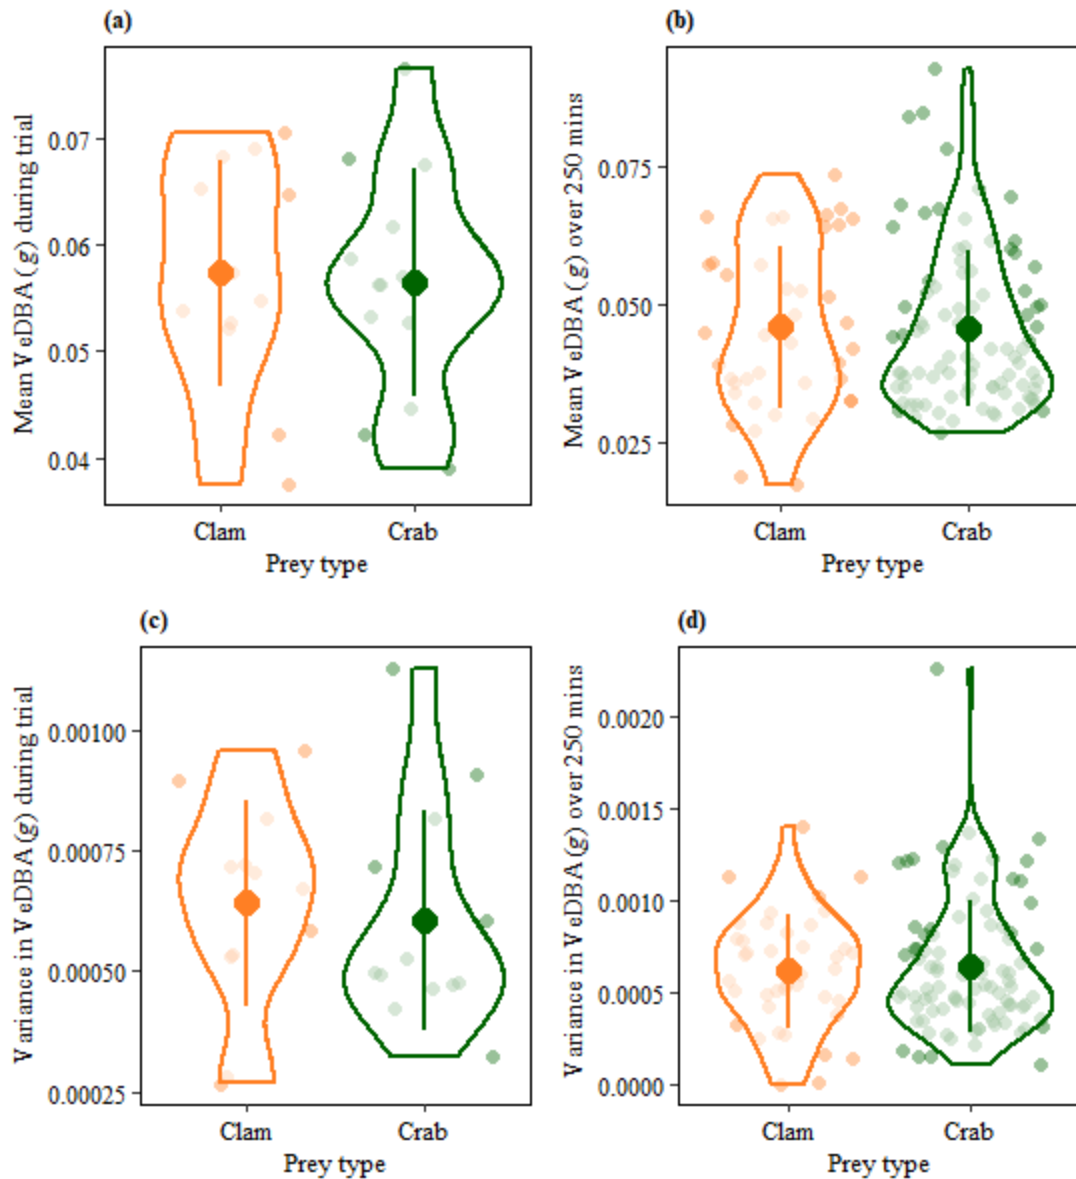 (a)
Mean VeDBA (g) during trial
0.07
0.06
0.05
0.04
Clam
Crab
Prey type
(b)
Mean VeDBA (g) over 250 mins
0.075
0.050
0.025
Clam
Crab
Prey type
(c)
Variance in VeDBA (g) during trial
0.00100
0.00075
0.00050
0.00025
Clam
Crab
Prey type
(d)
Variance in VeDBA (g) over 250 mins
0.0020
0.0015
0.0010
0.0005
0.0000
Clam
Crab
Prey type